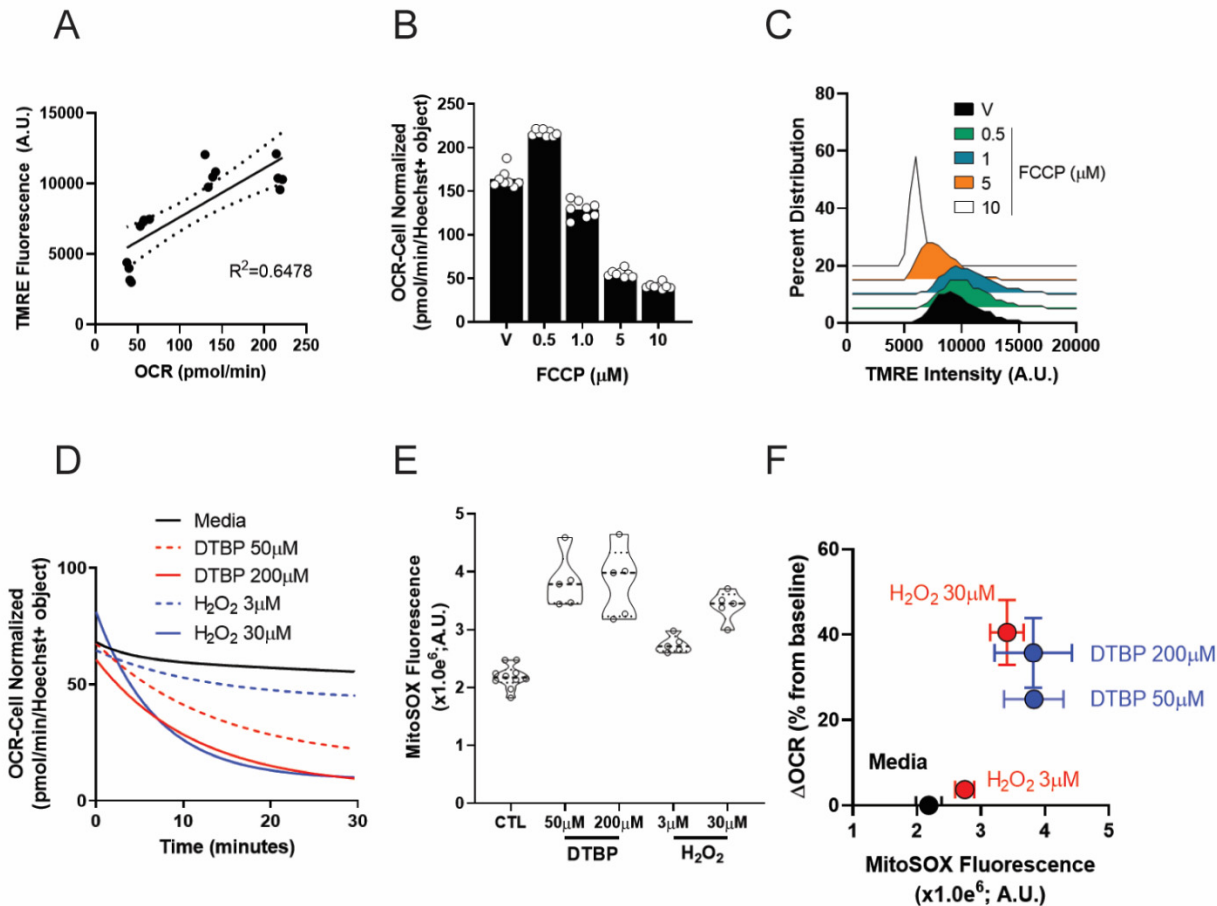 A
TMRE Fluorescence (A.U.)
15000
10000
5000
0
R²=0.6478
0 50 100 150 200 250
OCR (pmol/min)
B
OCR-Cell Normalized
(pmol/min/Hoechst+ object)
250
200
150
100
50
0
V 0.5 1.0 5 10
FCCP (μM)
C
Percent Distribution
80
60
40
20
0
V
0.5
1
5
10
FCCP (μM)
0 5000 10000 15000 20000
TMRE Intensity (A.U.)
D
OCR-Cell Normalized
(pmol/min/Hoechst+ object)
Media
DTBP 50μM
DTBP 200μM
H₂O₂ 3μM
H₂O₂ 30μM
100
50
0
0 10 20 30
Time (minutes)
E
MitoSOX Fluorescence
(x1.0e⁶;A.U.)
5
4
3
2
1
0
CTL 50μM 200μM 3μM 30μM
DTBP H₂O₂
F
ΔOCR (% from baseline)
60
40
20
0
H₂O₂ 30μM
DTBP 200μM
DTBP 50μM
Media
H₂O₂ 3μM
1 2 3 4 5
MitoSOX Fluorescence
(x1.0e⁶; A.U.)